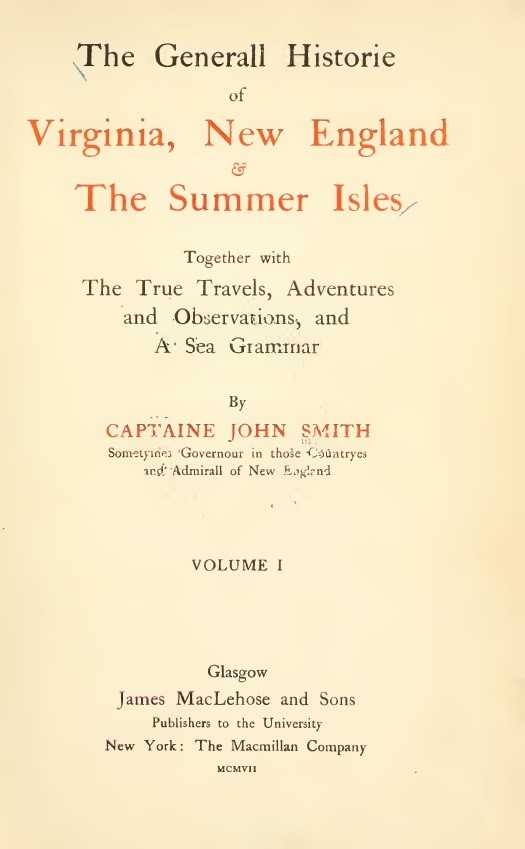 The Generall Historie
of
Virginia, New England
&
The Summer Isles
Together with
The True Travels, Adventures
and Observations, and
A Sea Grammar
By
CAPTAINE JOHN SMITH
Sometymes Governour in those Countryes
and Admirall of New England
VOLUME I
Glasgow
James MacLehose and Sons
Publishers to the University
New York: The Macmillan Company
MCMVII